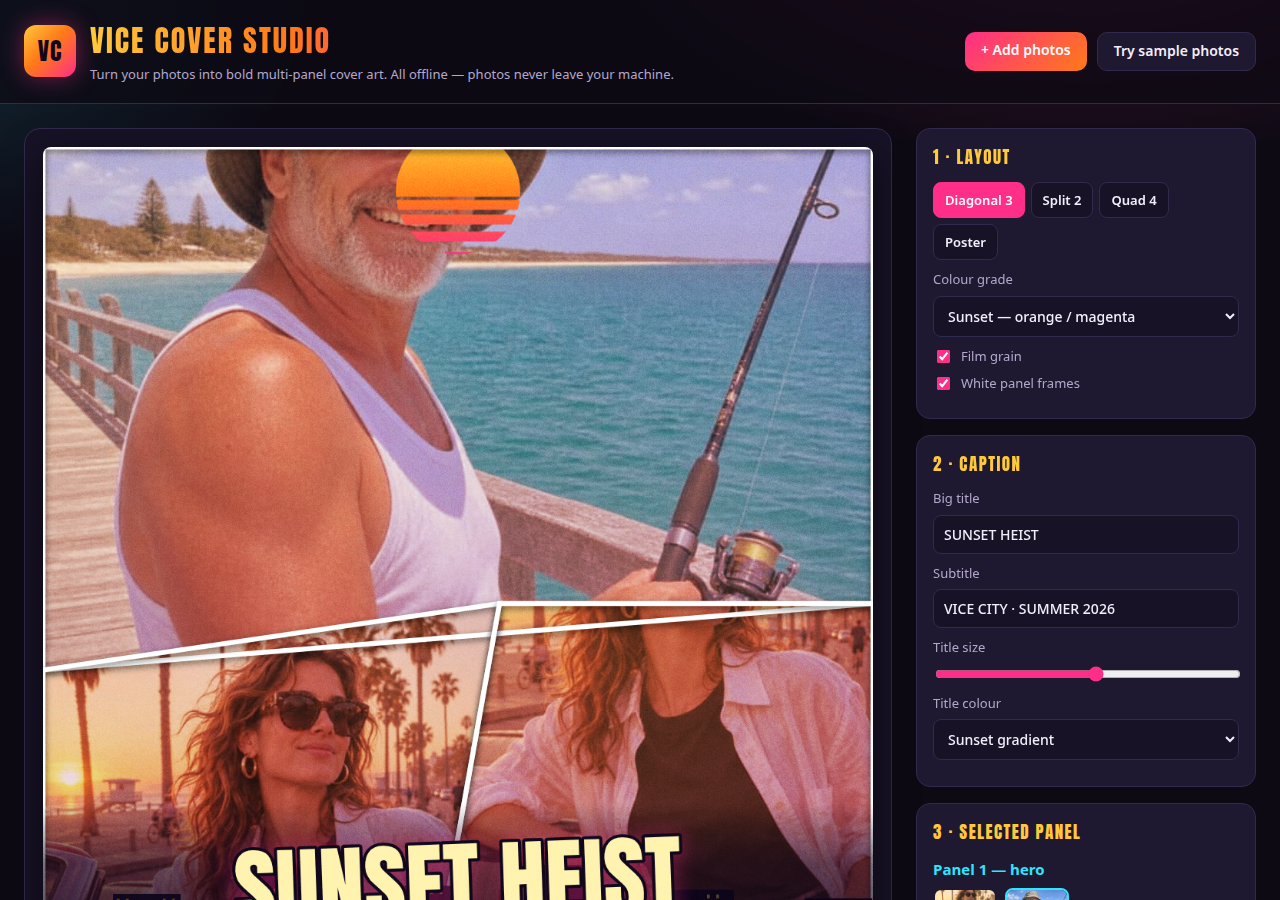 VC
VICE COVER STUDIO
Turn your photos into bold multi-panel cover art. All offline — photos never leave your machine.
+ Add photos
Try sample photos
1 · LAYOUT
Diagonal 3
Split 2
Quad 4
Poster
Colour grade
Sunset — orange / magenta
Film grain
White panel frames
2 · CAPTION
Big title
SUNSET HEIST
Subtitle
VICE CITY · SUMMER 2026
Title size
Title colour
Sunset gradient
3 · SELECTED PANEL
Panel 1 — hero
SUNSET HEIST